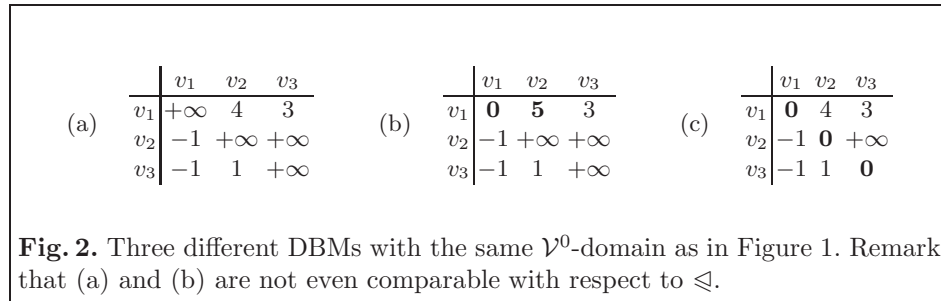 v₁ v₂ v₃ v₁ v₂ v₃ v₁ v₂ v₃
(a) v₁ +∞ 4 3 (b) v₁ 0 5 3 (c) v₁ 0 4 3
v₂ −1 +∞ +∞ v₂ −1 +∞ +∞ v₂ −1 0 +∞
v₃ −1 1 +∞ v₃ −1 1 +∞ v₃ −1 1 0
Fig. 2. Three different DBMs with the same 𝒱⁰-domain as in Figure 1. Remark
that (a) and (b) are not even comparable with respect to ⩤.